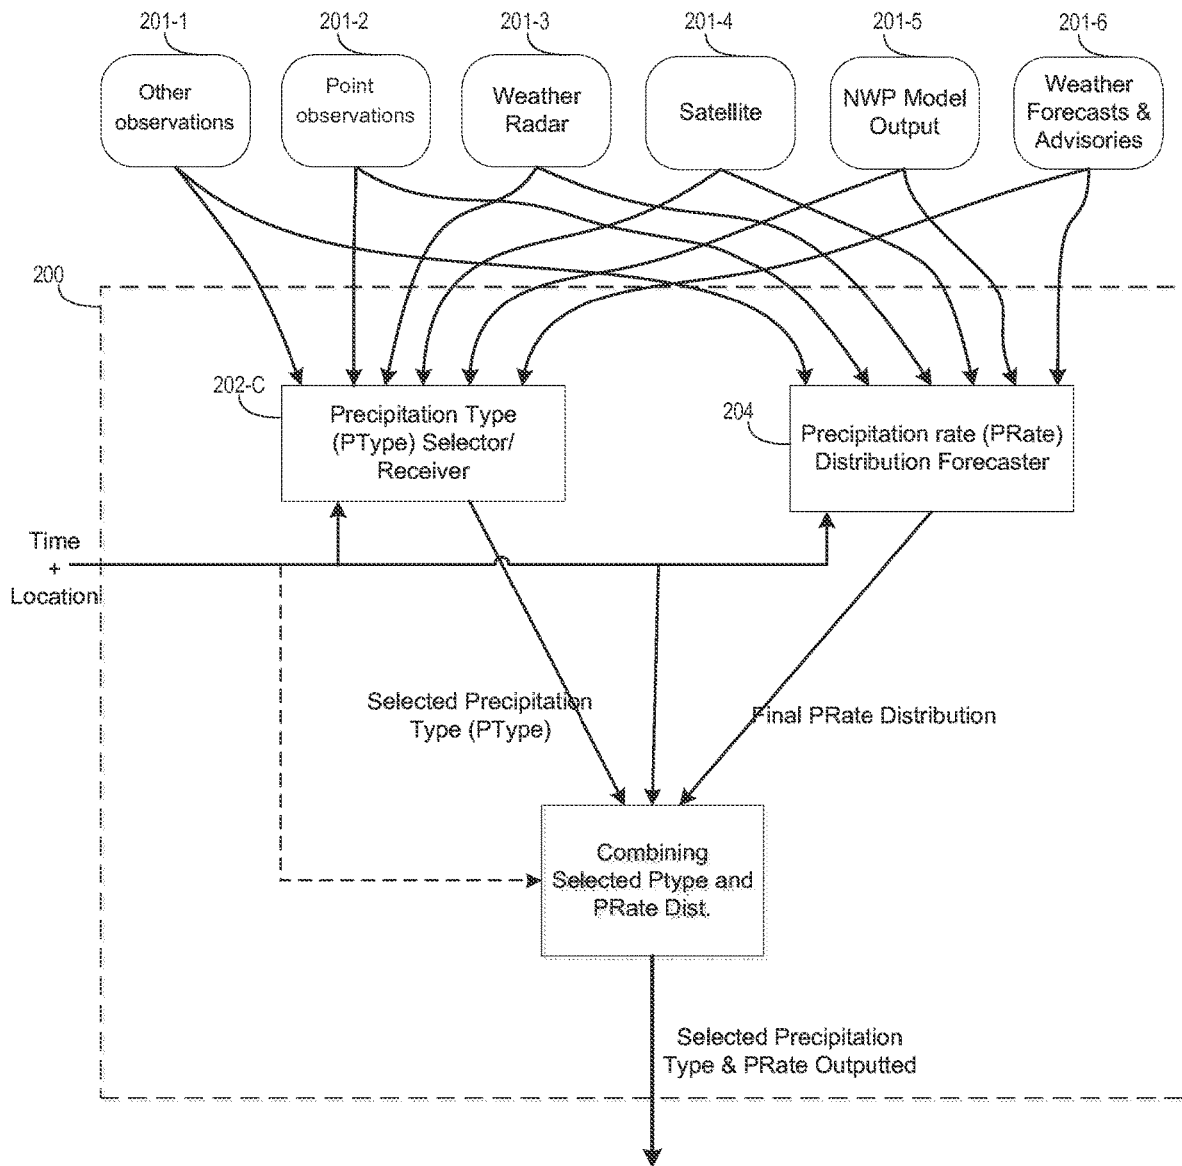 201-1
201-2
201-3
201-4
201-5
201-6
Other
observations
Point
observations
Weather
Radar
Satellite
NWP Model
Output
Weather
Forecasts &
Advisories
200
202-C
Precipitation Type
(PType) Selector/
Receiver
204
Precipitation rate (PRate)
Distribution Forecaster
Time
+
Location
Selected Precipitation
Type (PType)
Final PRate Distribution
Combining
Selected Ptype and
PRate Dist.
Selected Precipitation
Type & PRate Outputted